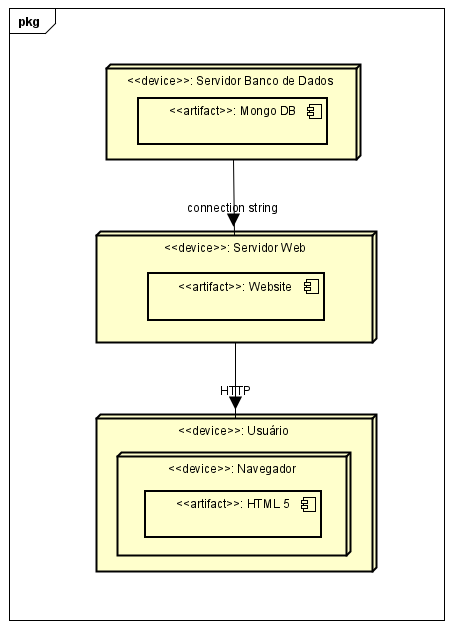 pkg
<<device>>: Servidor Banco de Dados
<<artifact>>: Mongo DB
connection string
<<device>>: Servidor Web
<<artifact>>: Website
HTTP
<<device>>: Usuário
<<device>>: Navegador
<<artifact>>: HTML 5